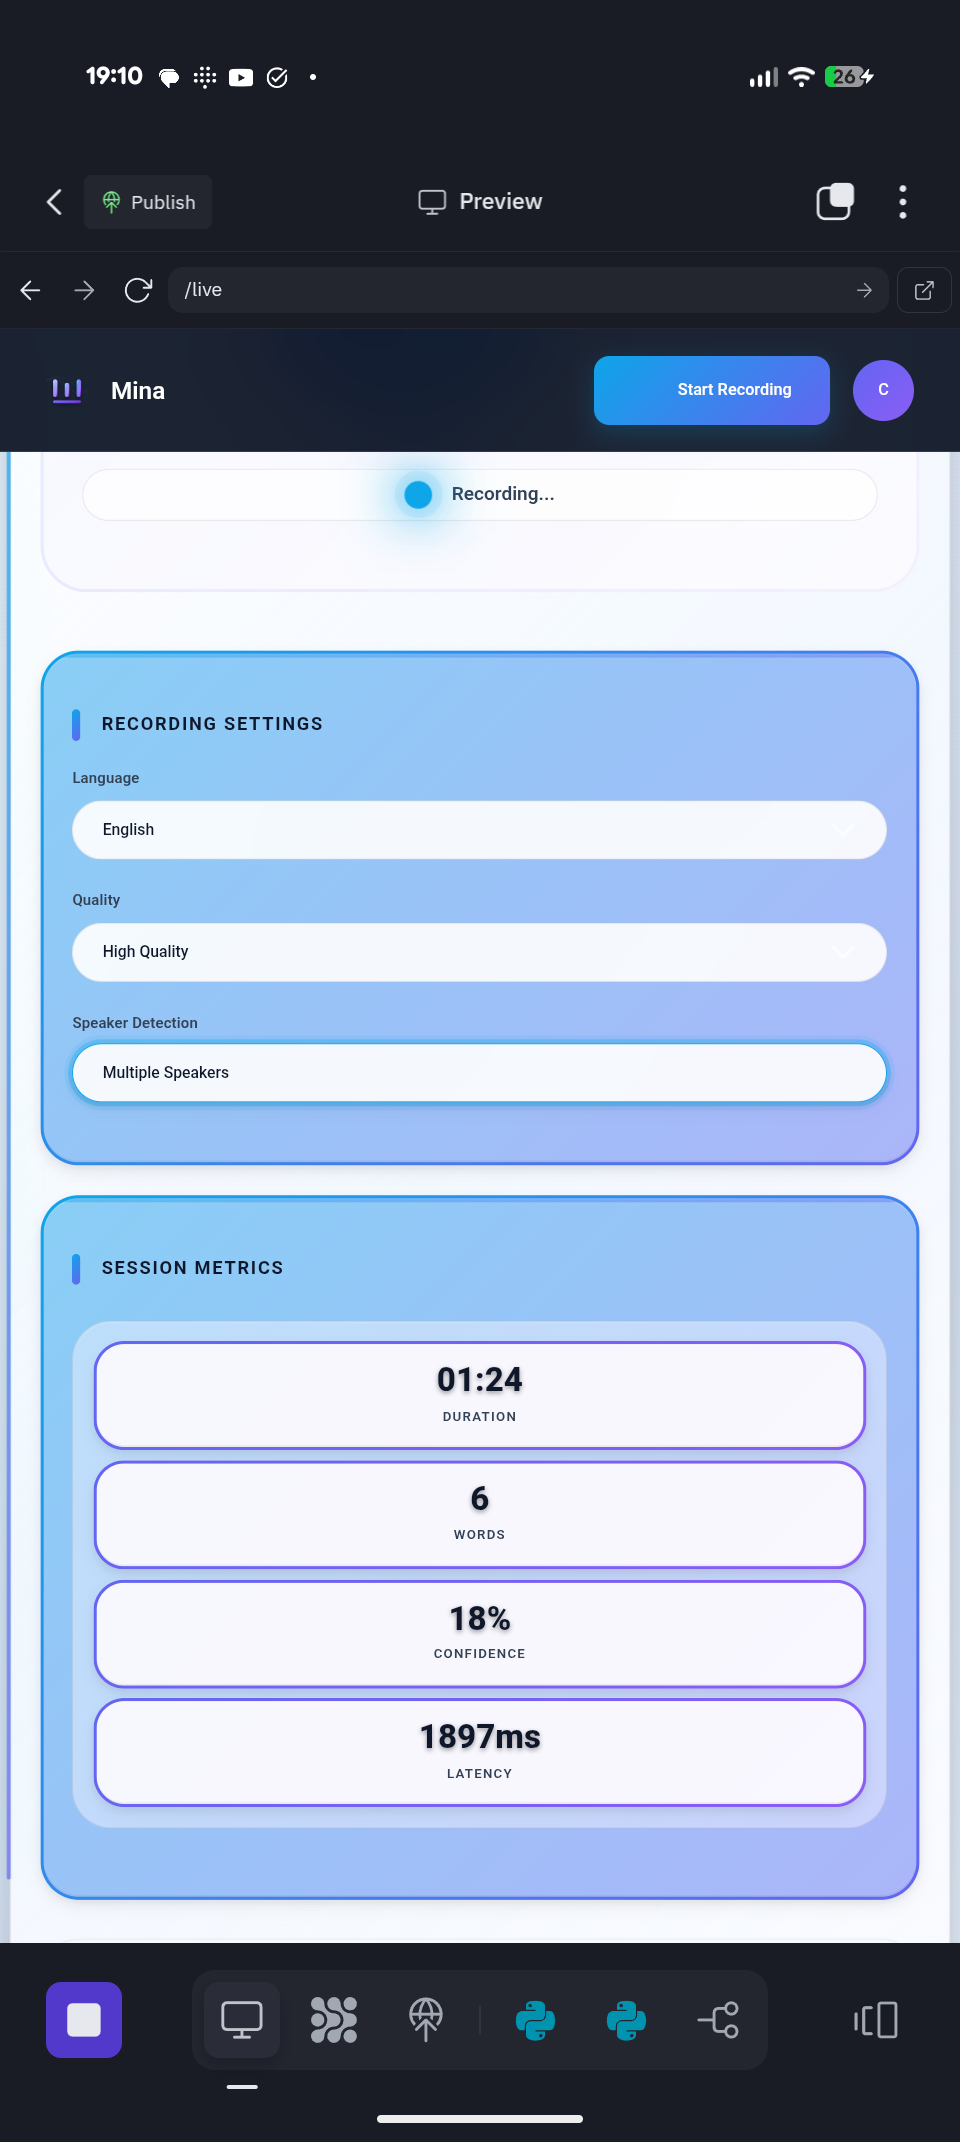 19:10
26
Publish
Preview
/live
Mina
Start Recording
C
Recording...
RECORDING SETTINGS
Language
English
Quality
High Quality
Speaker Detection
Multiple Speakers
SESSION METRICS
01:24
DURATION
6
WORDS
18%
CONFIDENCE
1897ms
LATENCY